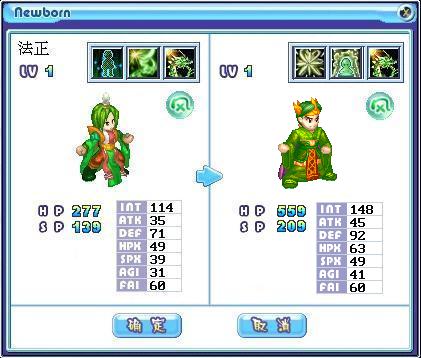 Newborn
法正
LV 1
LV 1
HP 277
SP 139
INT 114
ATK 35
DEF 71
HPX 49
SPX 39
AGI 31
FAI 60
HP 559
SP 209
INT 148
ATK 45
DEF 92
HPX 63
SPX 49
AGI 41
FAI 60
確定
取消